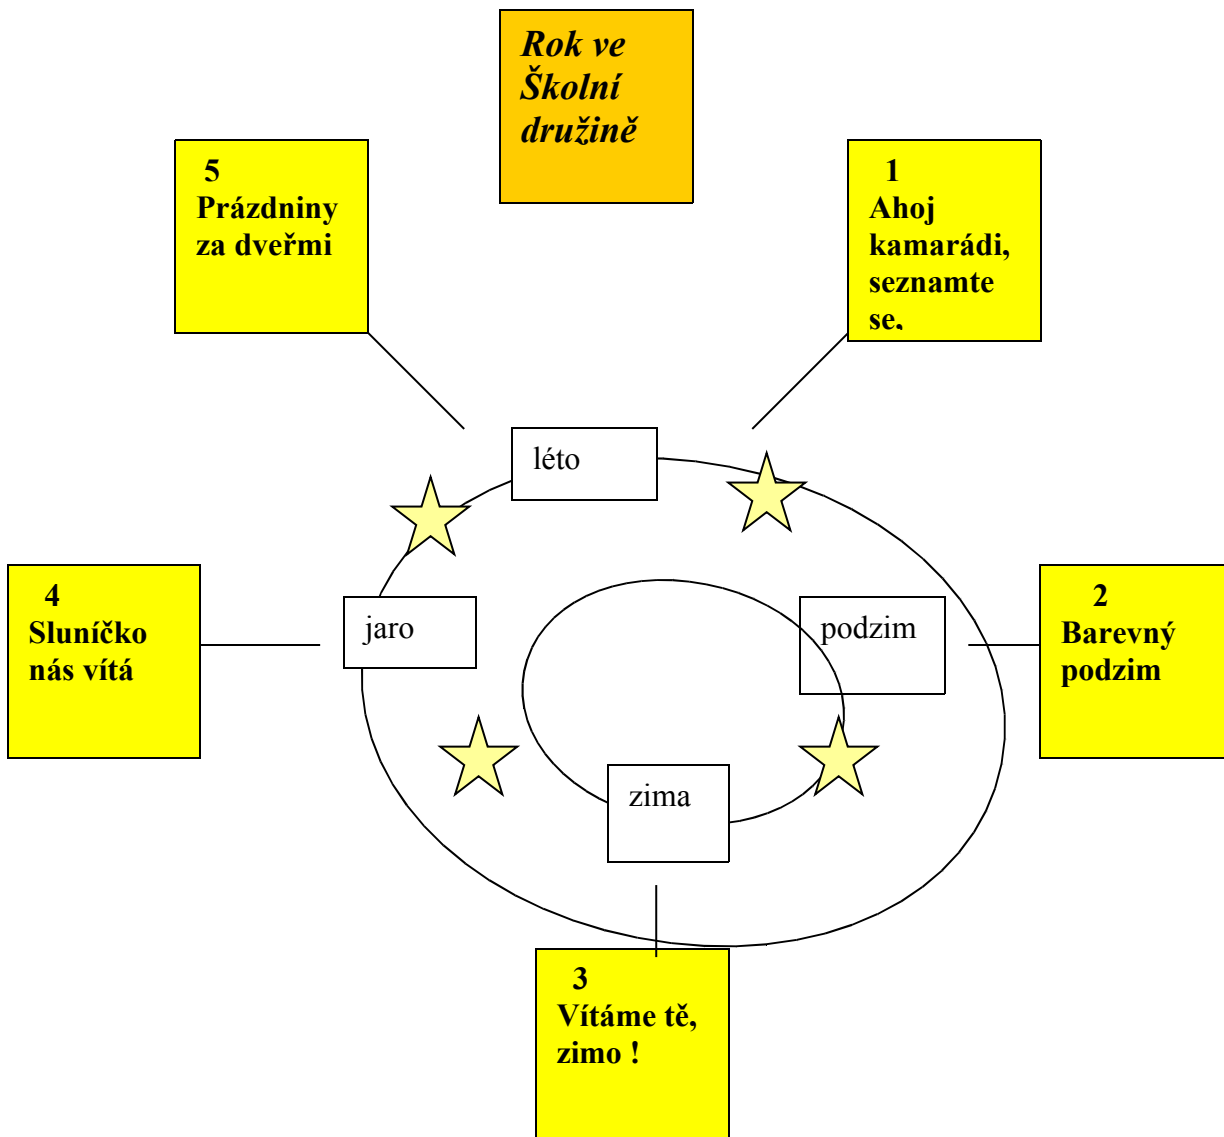 Rok ve
Školní
družině
5
Prázdniny
za dveřmi
1
Ahoj
kamarádi,
seznamte
se,
léto
4
Sluníčko
nás vítá
jaro
podzim
2
Barevný
podzim
zima
3
Vítáme tě,
zimo !